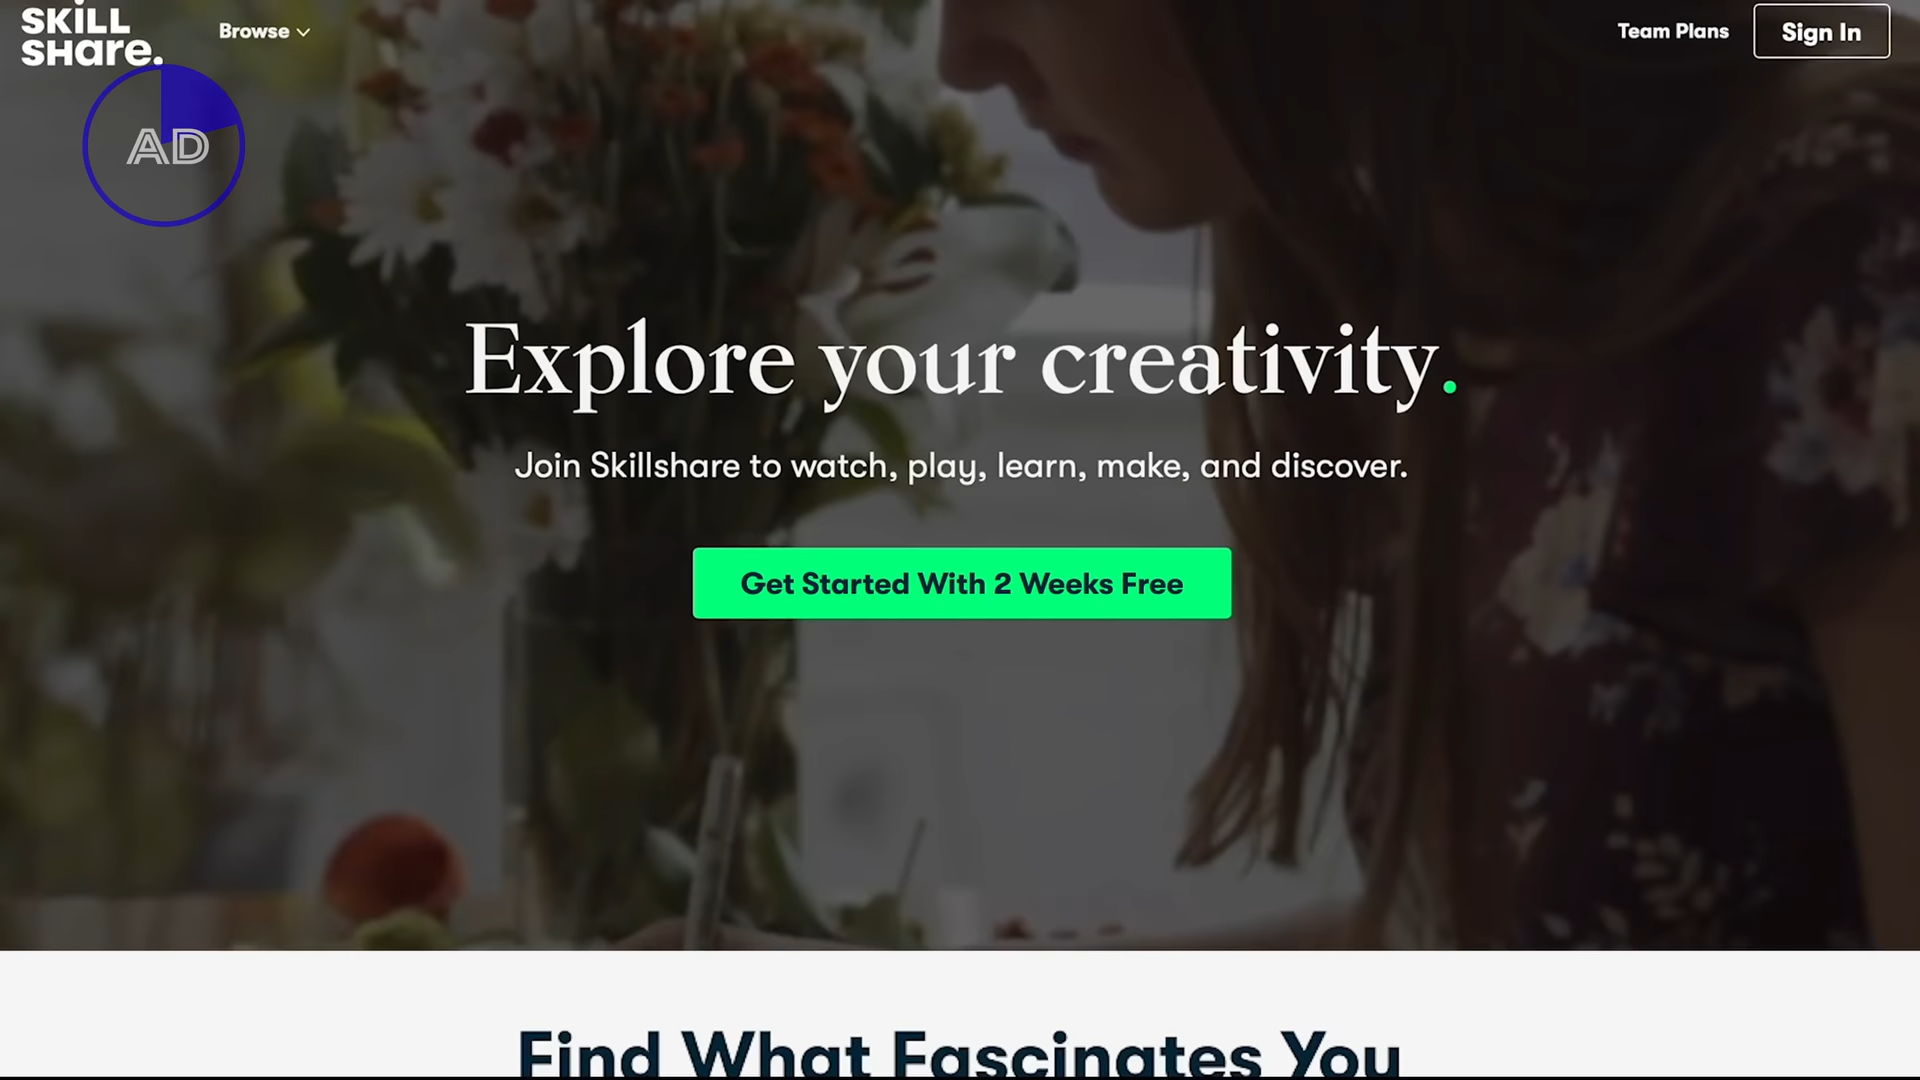 SKiLL
SHare.
Browse
Team Plans
Sign In
AD
Explore your creativity.
Join Skillshare to watch, play, learn, make, and discover.
Get Started With 2 Weeks Free
Find What Fascinates You